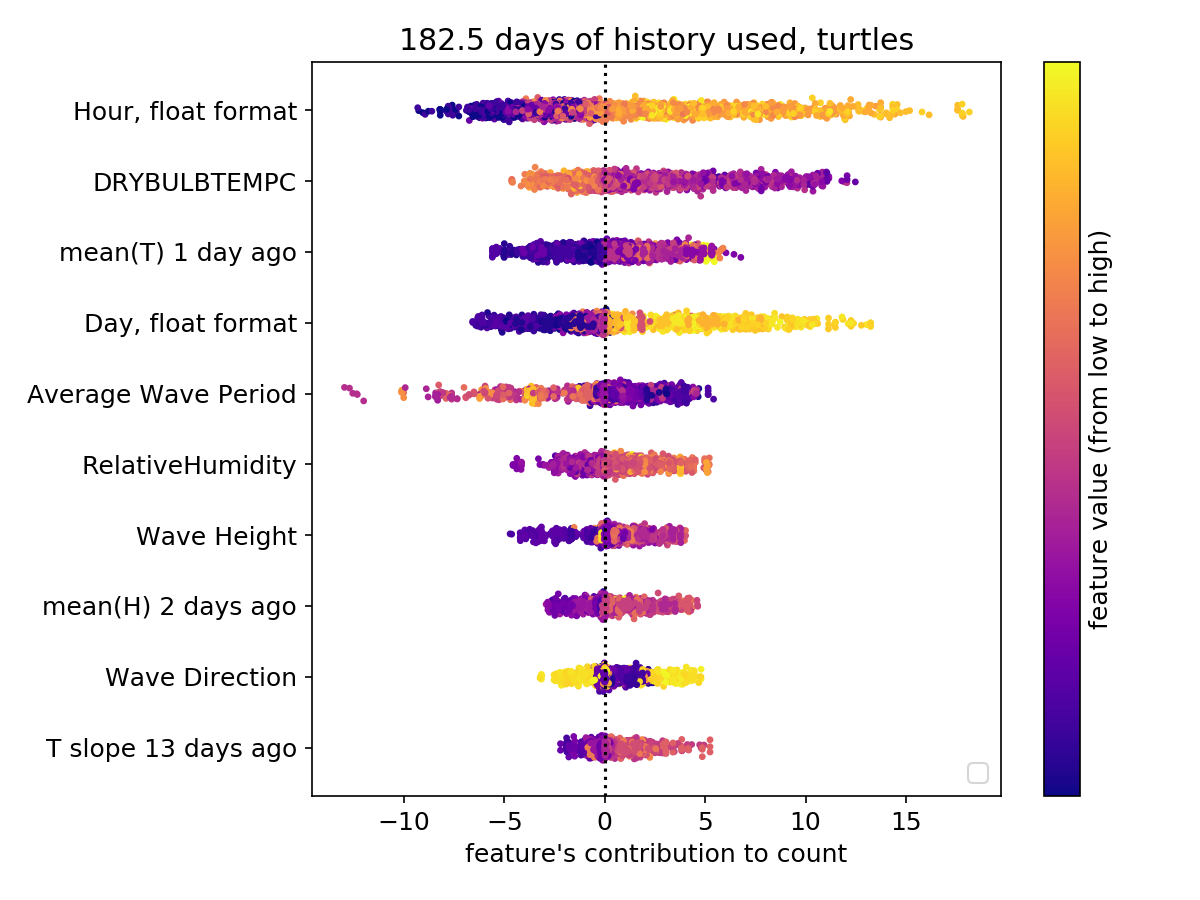 182.5 days of history used, turtles
Hour, float format
DRYBULBTEMPC
mean(T) 1 day ago
Day, float format
Average Wave Period
RelativeHumidity
Wave Height
mean(H) 2 days ago
Wave Direction
T slope 13 days ago
−10 −5 0 5 10 15
feature's contribution to count
feature value (from low to high)